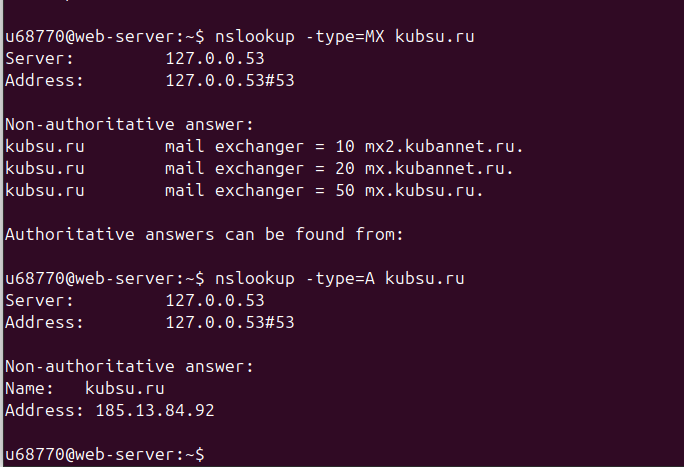 u68770@web-server:~$ nslookup -type=MX kubsu.ru
Server:         127.0.0.53
Address:        127.0.0.53#53
Non-authoritative answer:
kubsu.ru        mail exchanger = 10 mx2.kubannet.ru.
kubsu.ru        mail exchanger = 20 mx.kubannet.ru.
kubsu.ru        mail exchanger = 50 mx.kubsu.ru.
Authoritative answers can be found from:
u68770@web-server:~$ nslookup -type=A kubsu.ru
Server:         127.0.0.53
Address:        127.0.0.53#53
Non-authoritative answer:
Name:   kubsu.ru
Address: 185.13.84.92
u68770@web-server:~$